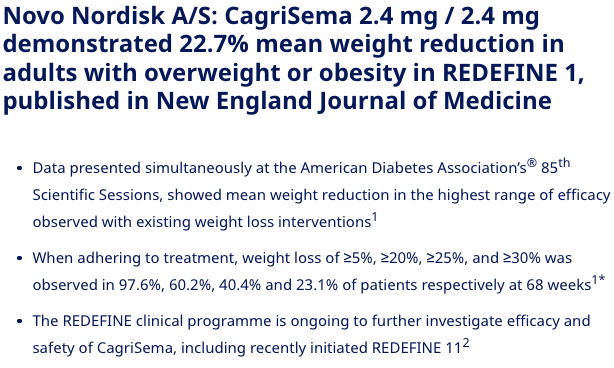 Novo Nordisk A/S: CagriSema 2.4 mg / 2.4 mg
demonstrated 22.7% mean weight reduction in
adults with overweight or obesity in REDEFINE 1,
published in New England Journal of Medicine
• Data presented simultaneously at the American Diabetes Association’s® 85th
Scientific Sessions, showed mean weight reduction in the highest range of efficacy
observed with existing weight loss interventions1
• When adhering to treatment, weight loss of ≥5%, ≥20%, ≥25%, and ≥30% was
observed in 97.6%, 60.2%, 40.4% and 23.1% of patients respectively at 68 weeks1*
• The REDEFINE clinical programme is ongoing to further investigate efficacy and
safety of CagriSema, including recently initiated REDEFINE 112